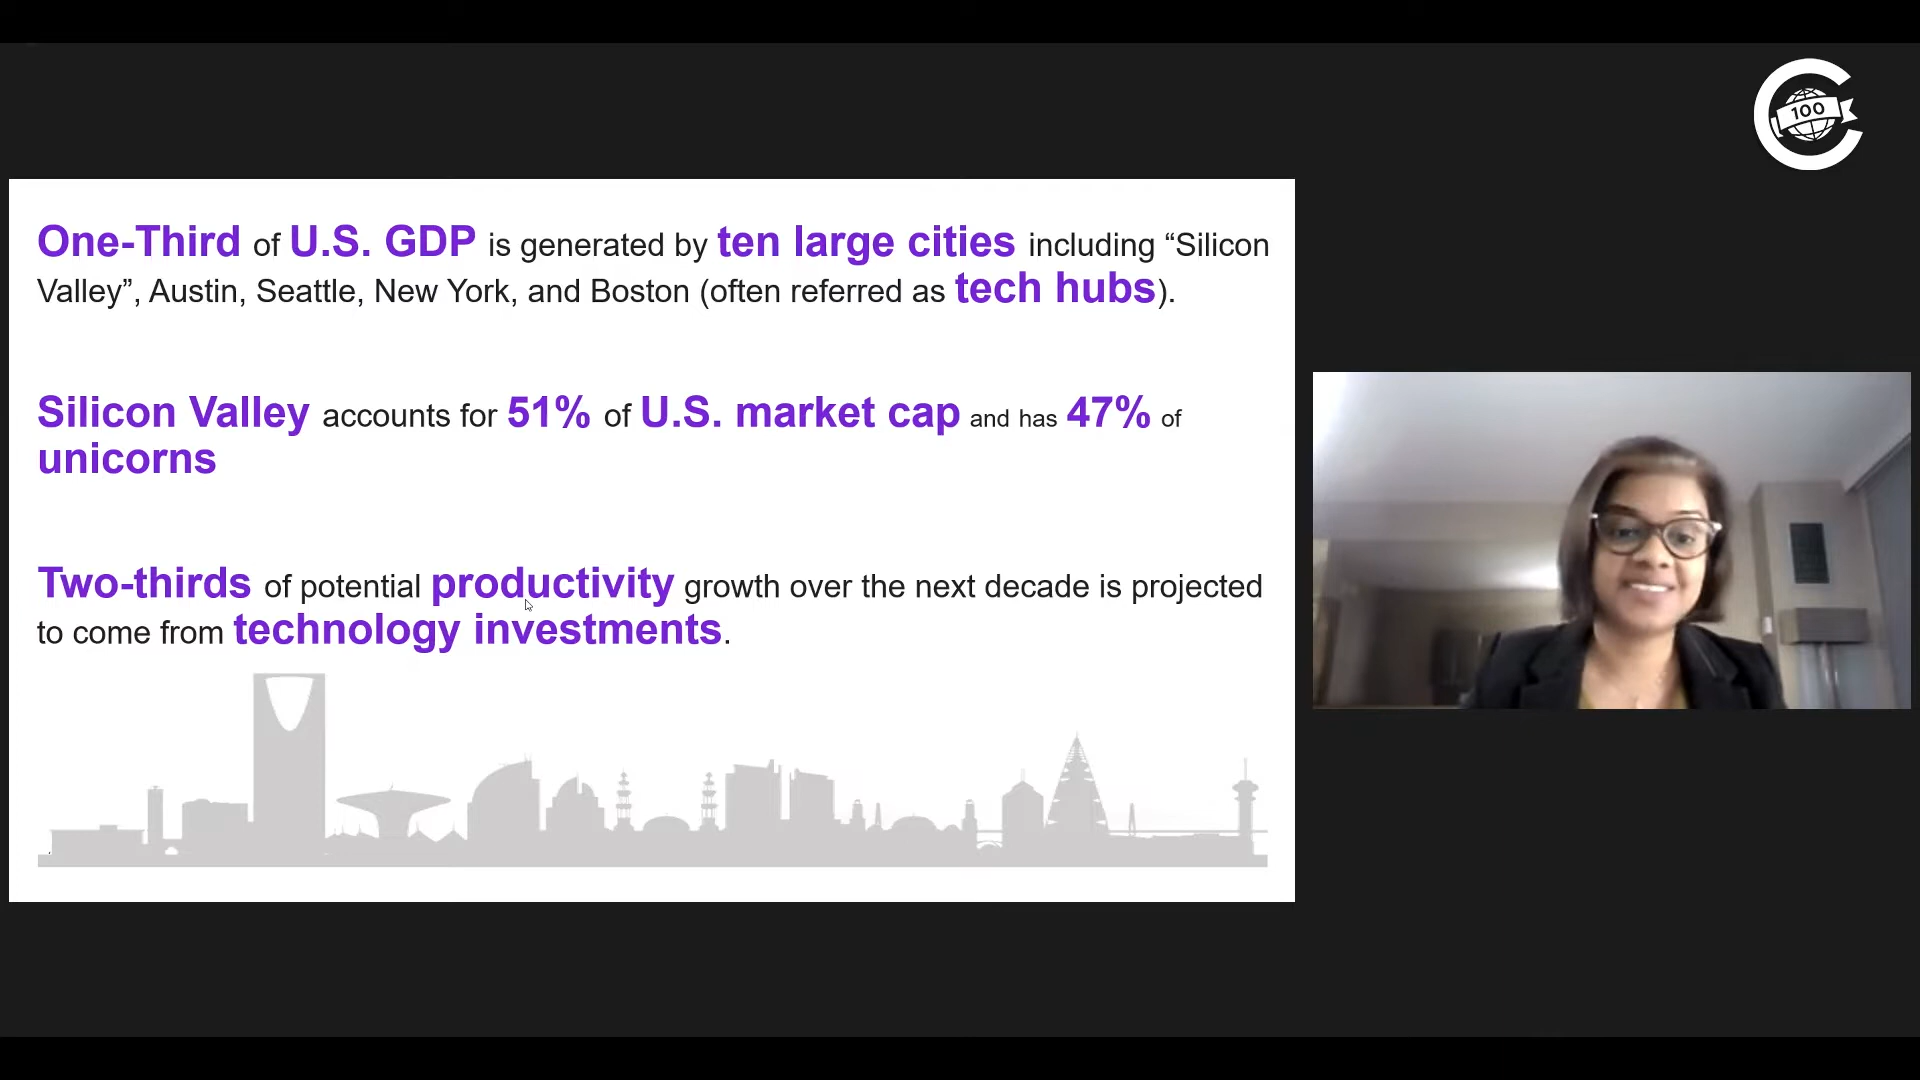 100
One-Third of U.S. GDP is generated by ten large cities including “Silicon
Valley”, Austin, Seattle, New York, and Boston (often referred as tech hubs).
Silicon Valley accounts for 51% of U.S. market cap and has 47% of
unicorns
Two-thirds of potential productivity growth over the next decade is projected
to come from technology investments.